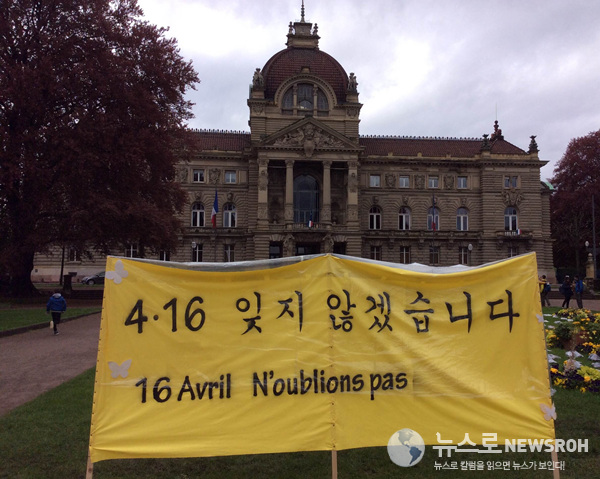 4·16 잊지 않겠습니다
16 Avril N'oublions pas
뉴스로 NEWSROH
뉴스로 칼럼을 읽으면 뉴스가 보인다!